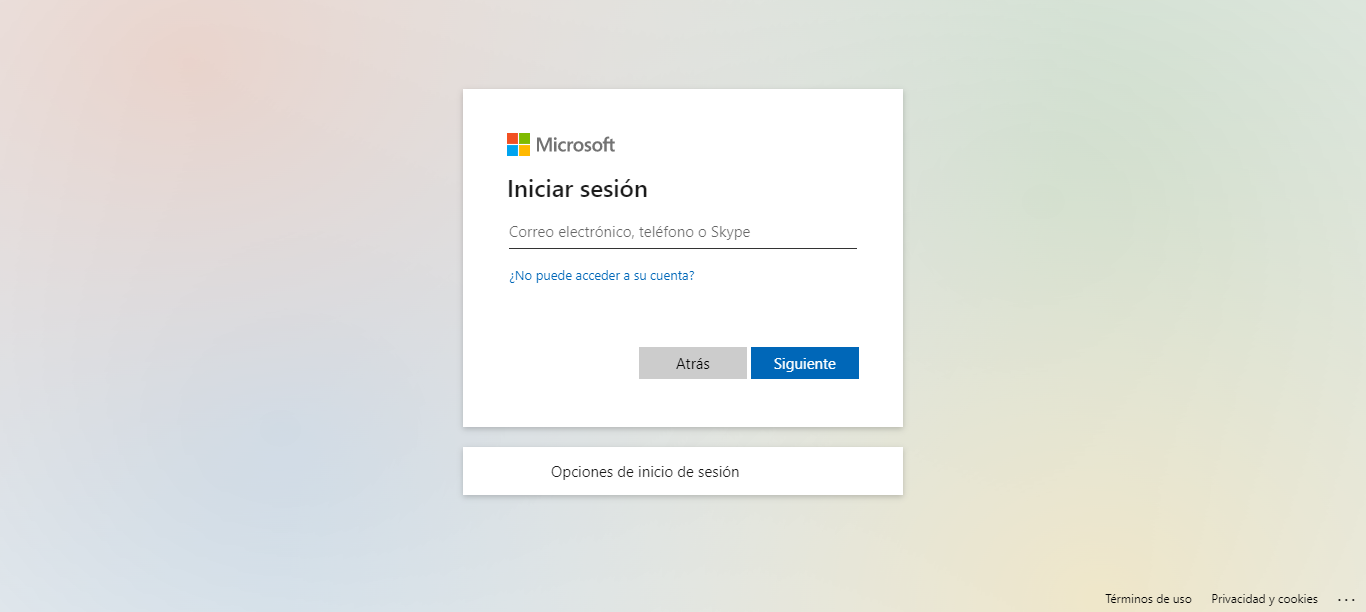 Microsoft
Iniciar sesión
Correo electrónico, teléfono o Skype
¿No puede acceder a su cuenta?
Atrás Siguiente
Opciones de inicio de sesión
Términos de uso Privacidad y cookies ...